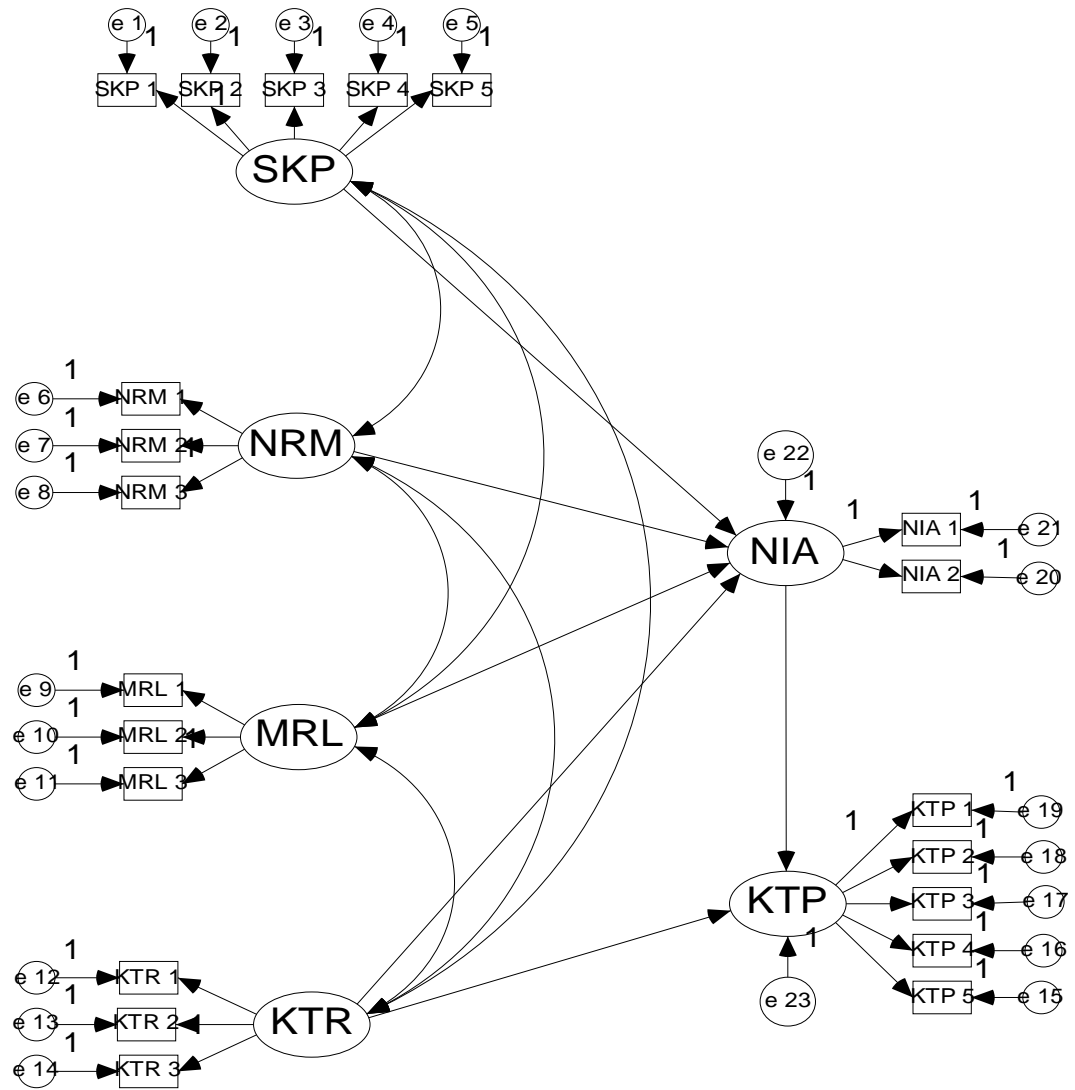 e 1 e 2 e 3 e 4 e 5
1 1 1 1 1
SKP 1 SKP 2 SKP 3 SKP 4 SKP 5
1
SKP
1
e 6 NRM 1
1
e 7 NRM 2 1
NRM
1
e 8 NRM 3
e 22
1
NIA
1
NIA 1
1
e 21
NIA 2
1
e 20
1
e 9 MRL 1
1
e 10 MRL 2 1
MRL
1
e 11 MRL 3
1
KTP 1
1
e 19
KTP 2
1
e 18
KTP
KTP 3
1
e 17
1
KTP 4
1
e 16
e 23
KTP 5
1
e 15
1
e 12 KTR 1
1
e 13 KTR 2 1
KTR
1
e 14 KTR 3